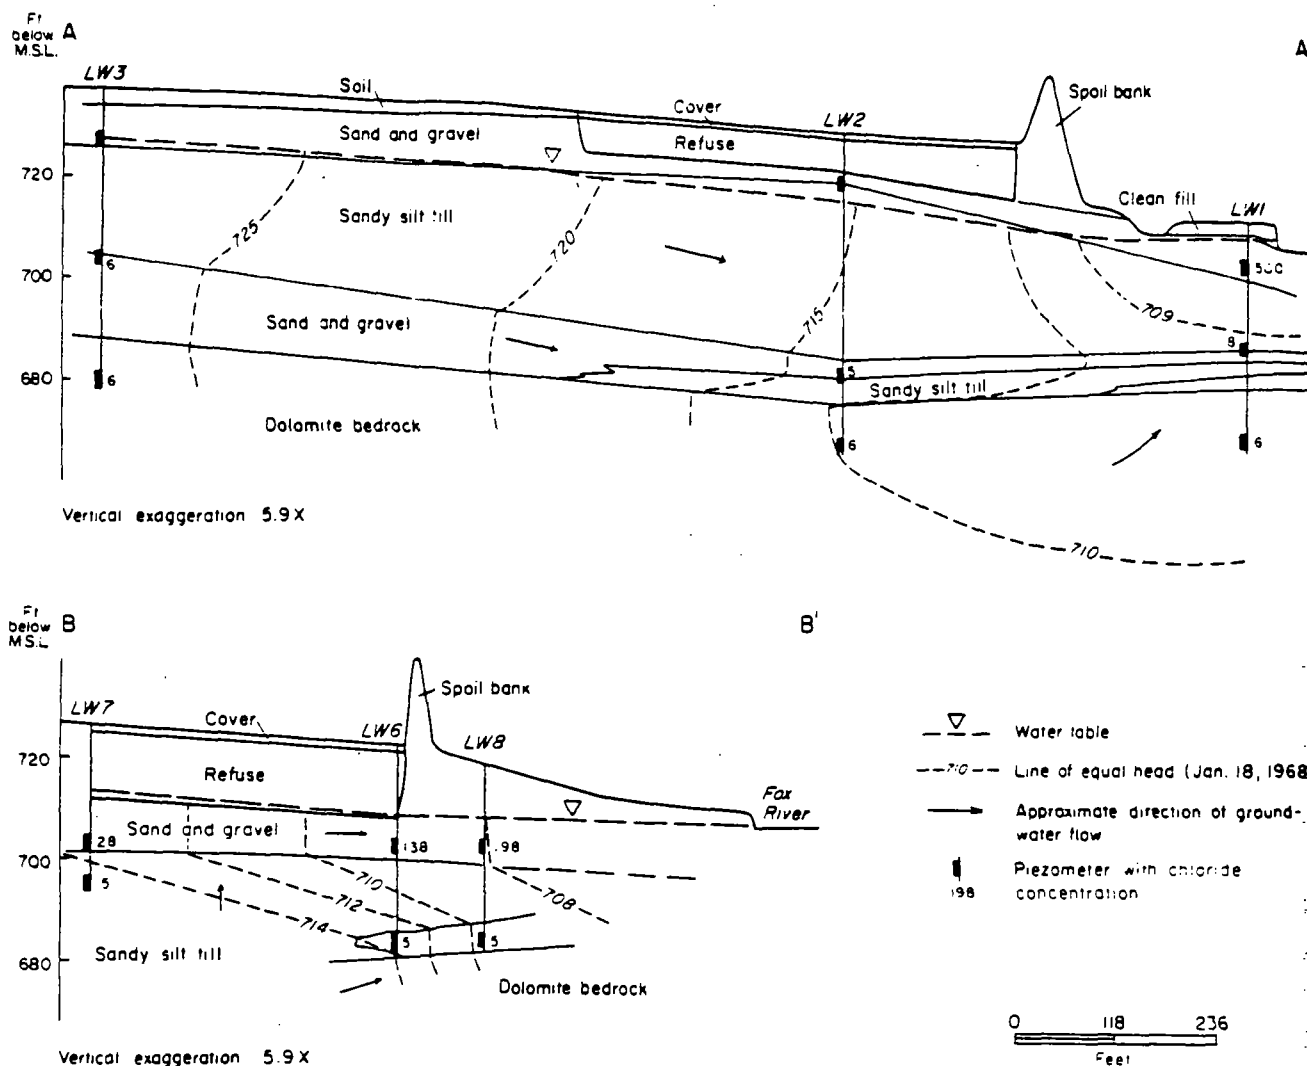 Ft
below
M.S.L.
A
A
LW3
Soil
Cover
Spoil bank
LW2
Sand and gravel
Refuse
720
Clean fill
LW1
Sandy silt till
725
720
700
6
715
709
Sand and gravel
8
680
6
5
Sandy silt till
Dolomite bedrock
6
6
Vertical exaggeration 5.9X
710
Ft
below
M.S.L.
B
B'
LW7
Cover
LW6
Spoil bank
LW8
720
Refuse
Fox
River
Sand and gravel
28
138
198
700
5
710
712
714
708
5
5
Sandy silt till
680
Dolomite bedrock
Vertical exaggeration 5.9X
Water table
710
Line of equal head (Jan. 18, 1968
Approximate direction of ground-
water flow
Piezometer with chloride
concentration
198
0
118
236
Feet